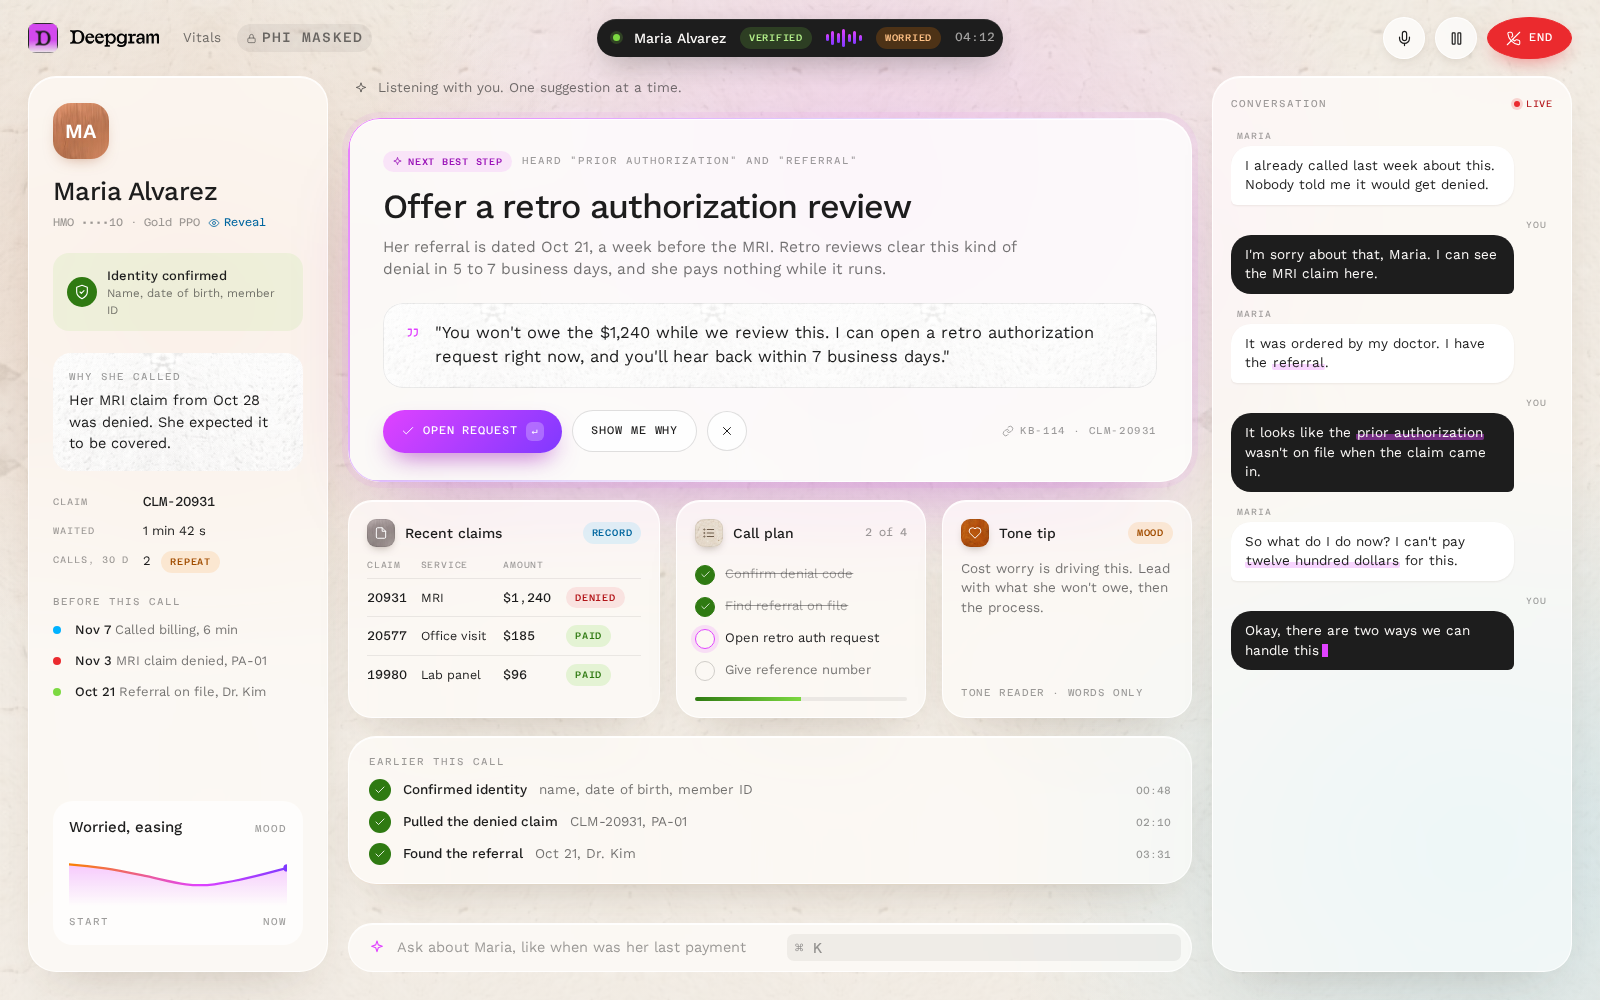 D Deepgram Vitals PHI MASKED
Maria Alvarez VERIFIED WORRIED 04:12
END
MA
Maria Alvarez
HMO ••••10 · Gold PPO Reveal
Identity confirmed
Name, date of birth, member
ID
WHY SHE CALLED
Her MRI claim from Oct 28
was denied. She expected it
to be covered.
CLAIM CLM-20931
WAITED 1 min 42 s
CALLS, 30 D 2 REPEAT
BEFORE THIS CALL
Nov 7 Called billing, 6 min
Nov 3 MRI claim denied, PA-01
Oct 21 Referral on file, Dr. Kim
Worried, easing MOOD
START NOW
Listening with you. One suggestion at a time.
NEXT BEST STEP HEARD "PRIOR AUTHORIZATION" AND "REFERRAL"
Offer a retro authorization review
Her referral is dated Oct 21, a week before the MRI. Retro reviews clear this kind of
denial in 5 to 7 business days, and she pays nothing while it runs.
"You won't owe the $1,240 while we review this. I can open a retro authorization
request right now, and you'll hear back within 7 business days."
OPEN REQUEST ↵ SHOW ME WHY KB-114 · CLM-20931
Recent claims RECORD
CLAIM SERVICE AMOUNT
20931 MRI $1,240 DENIED
20577 Office visit $185 PAID
19980 Lab panel $96 PAID
Call plan 2 of 4
Confirm denial code
Find referral on file
Open retro auth request
Give reference number
Tone tip MOOD
Cost worry is driving this. Lead
with what she won't owe, then
the process.
TONE READER · WORDS ONLY
EARLIER THIS CALL
Confirmed identity name, date of birth, member ID 00:48
Pulled the denied claim CLM-20931, PA-01 02:10
Found the referral Oct 21, Dr. Kim 03:31
Ask about Maria, like when was her last payment ⌘ K
CONVERSATION LIVE
MARIA
I already called last week about this.
Nobody told me it would get denied.
YOU
I'm sorry about that, Maria. I can see
the MRI claim here.
MARIA
It was ordered by my doctor. I have
the referral.
YOU
It looks like the prior authorization
wasn't on file when the claim came
in.
MARIA
So what do I do now? I can't pay
twelve hundred dollars for this.
YOU
Okay, there are two ways we can
handle this